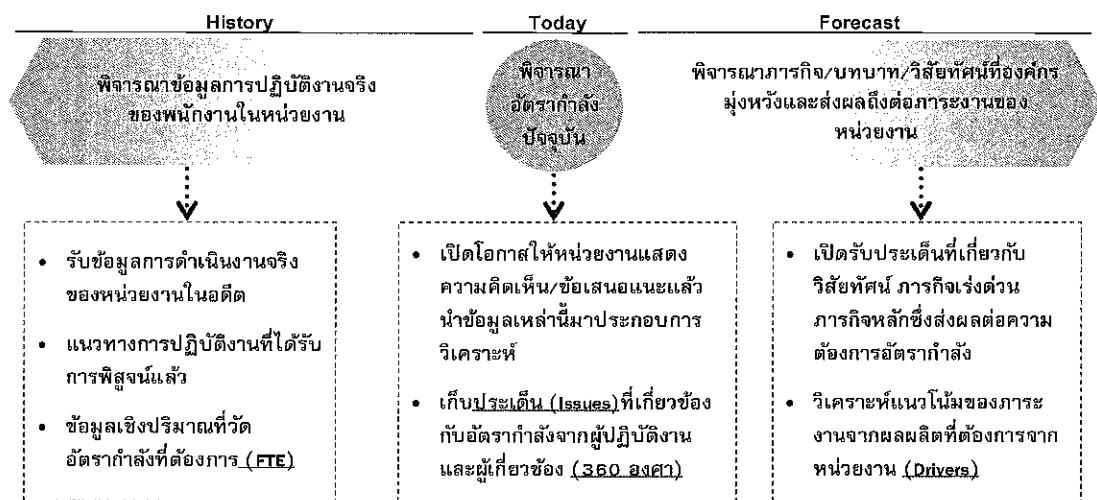 History
Today
Forecast
พิจารณาข้อมูลการปฏิบัติงานจริง
ของพนักงานในหน่วยงาน
พิจารณา
อัตรากำลัง
ปัจจุบัน
พิจารณาภารกิจ/บทบาท/วิสัยทัศน์ที่องค์กร
มุ่งหวังและส่งผลถึงต่อภาระงานของ
หน่วยงาน
• รับข้อมูลการดำเนินงานจริง
ของหน่วยงานในอดีต
• แนวทางการปฏิบัติงานที่ได้รับ
การพิสูจน์แล้ว
• ข้อมูลเชิงปริมาณที่วัด
อัตรากำลังที่ต้องการ (FTE)
• เปิดโอกาสให้หน่วยงานแสดง
ความคิดเห็น/ข้อเสนอแนะแล้ว
นำข้อมูลเหล่านี้มาประกอบการ
วิเคราะห์
• เก็บประเด็น (Issues)ที่เกี่ยวข้อง
กับอัตรากำลังจากผู้ปฏิบัติงาน
และผู้เกี่ยวข้อง (360 องศา)
• เปิดรับประเด็นที่เกี่ยวกับ
วิสัยทัศน์ ภารกิจเร่งด่วน
ภารกิจหลักซึ่งส่งผลต่อความ
ต้องการอัตรากำลัง
• วิเคราะห์แนวโน้มของภาระ
งานจากผลผลิตที่ต้องการจาก
หน่วยงาน (Drivers)